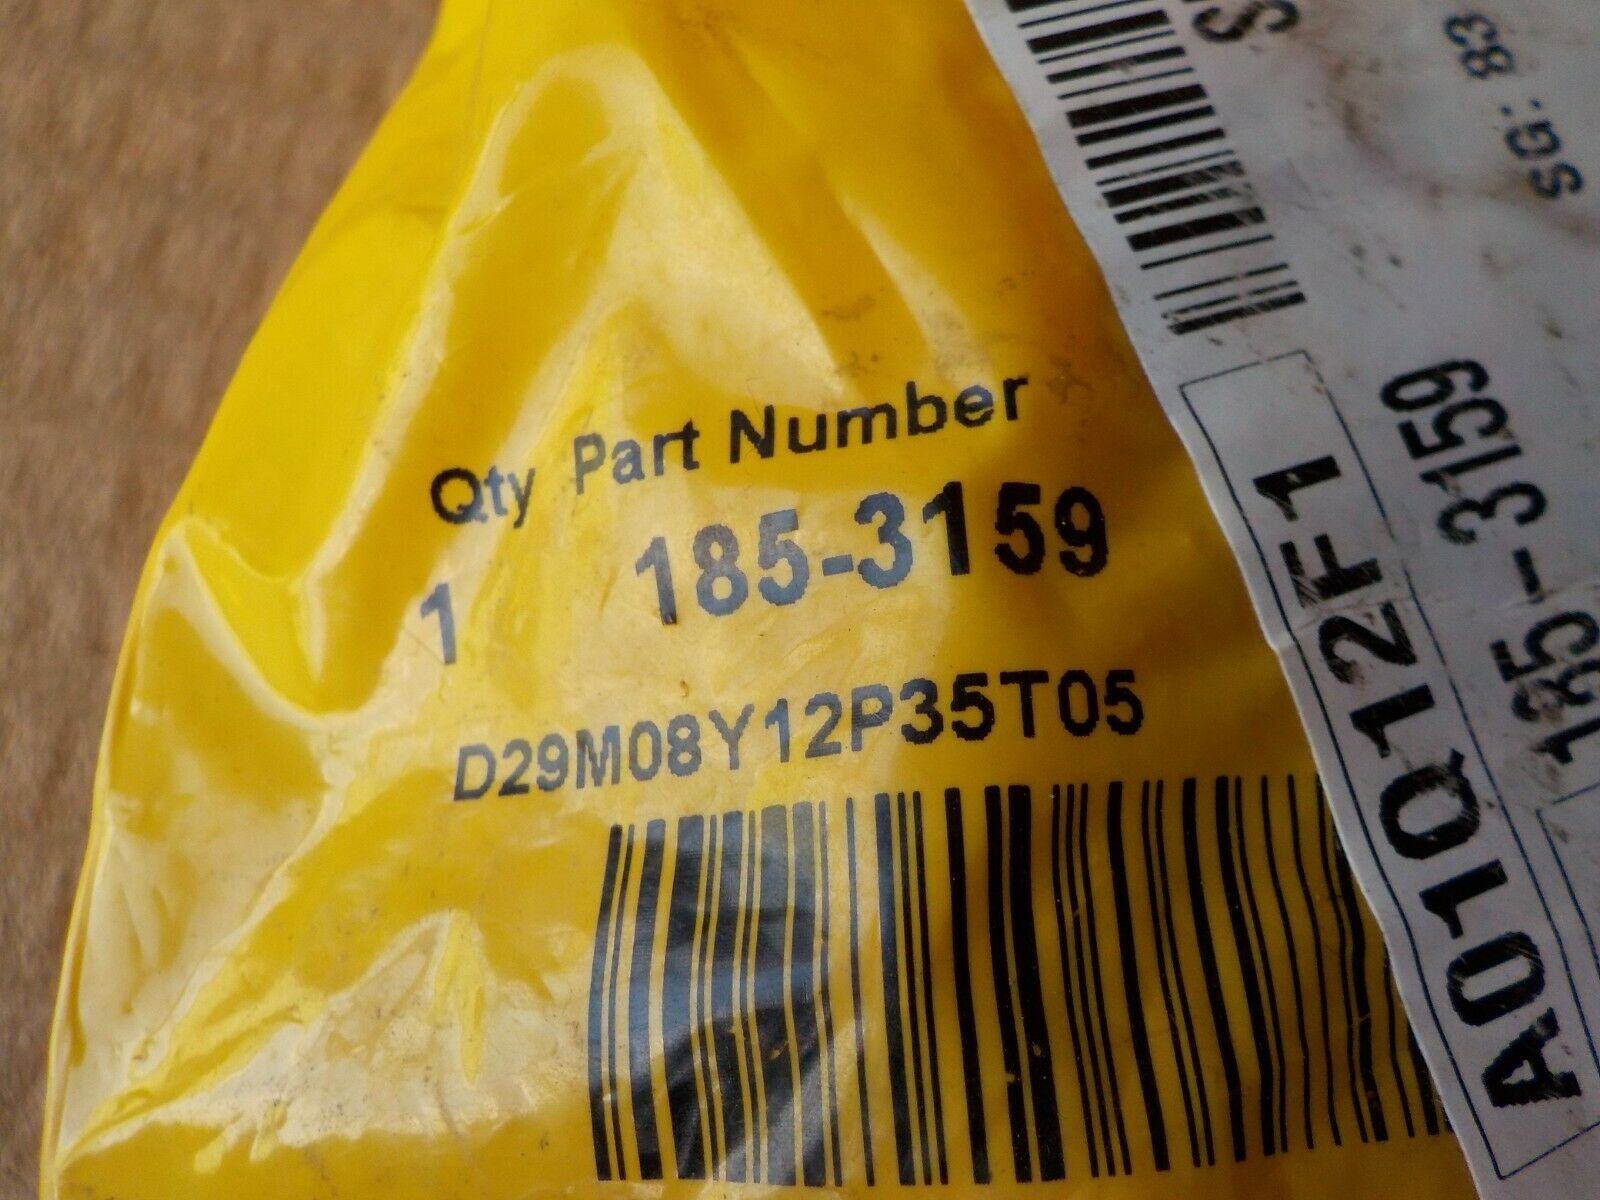 Qty Part Number
1 185-3159
D29M08Y12P35T05
S
SG: 83
185-3159
A01Q12F1